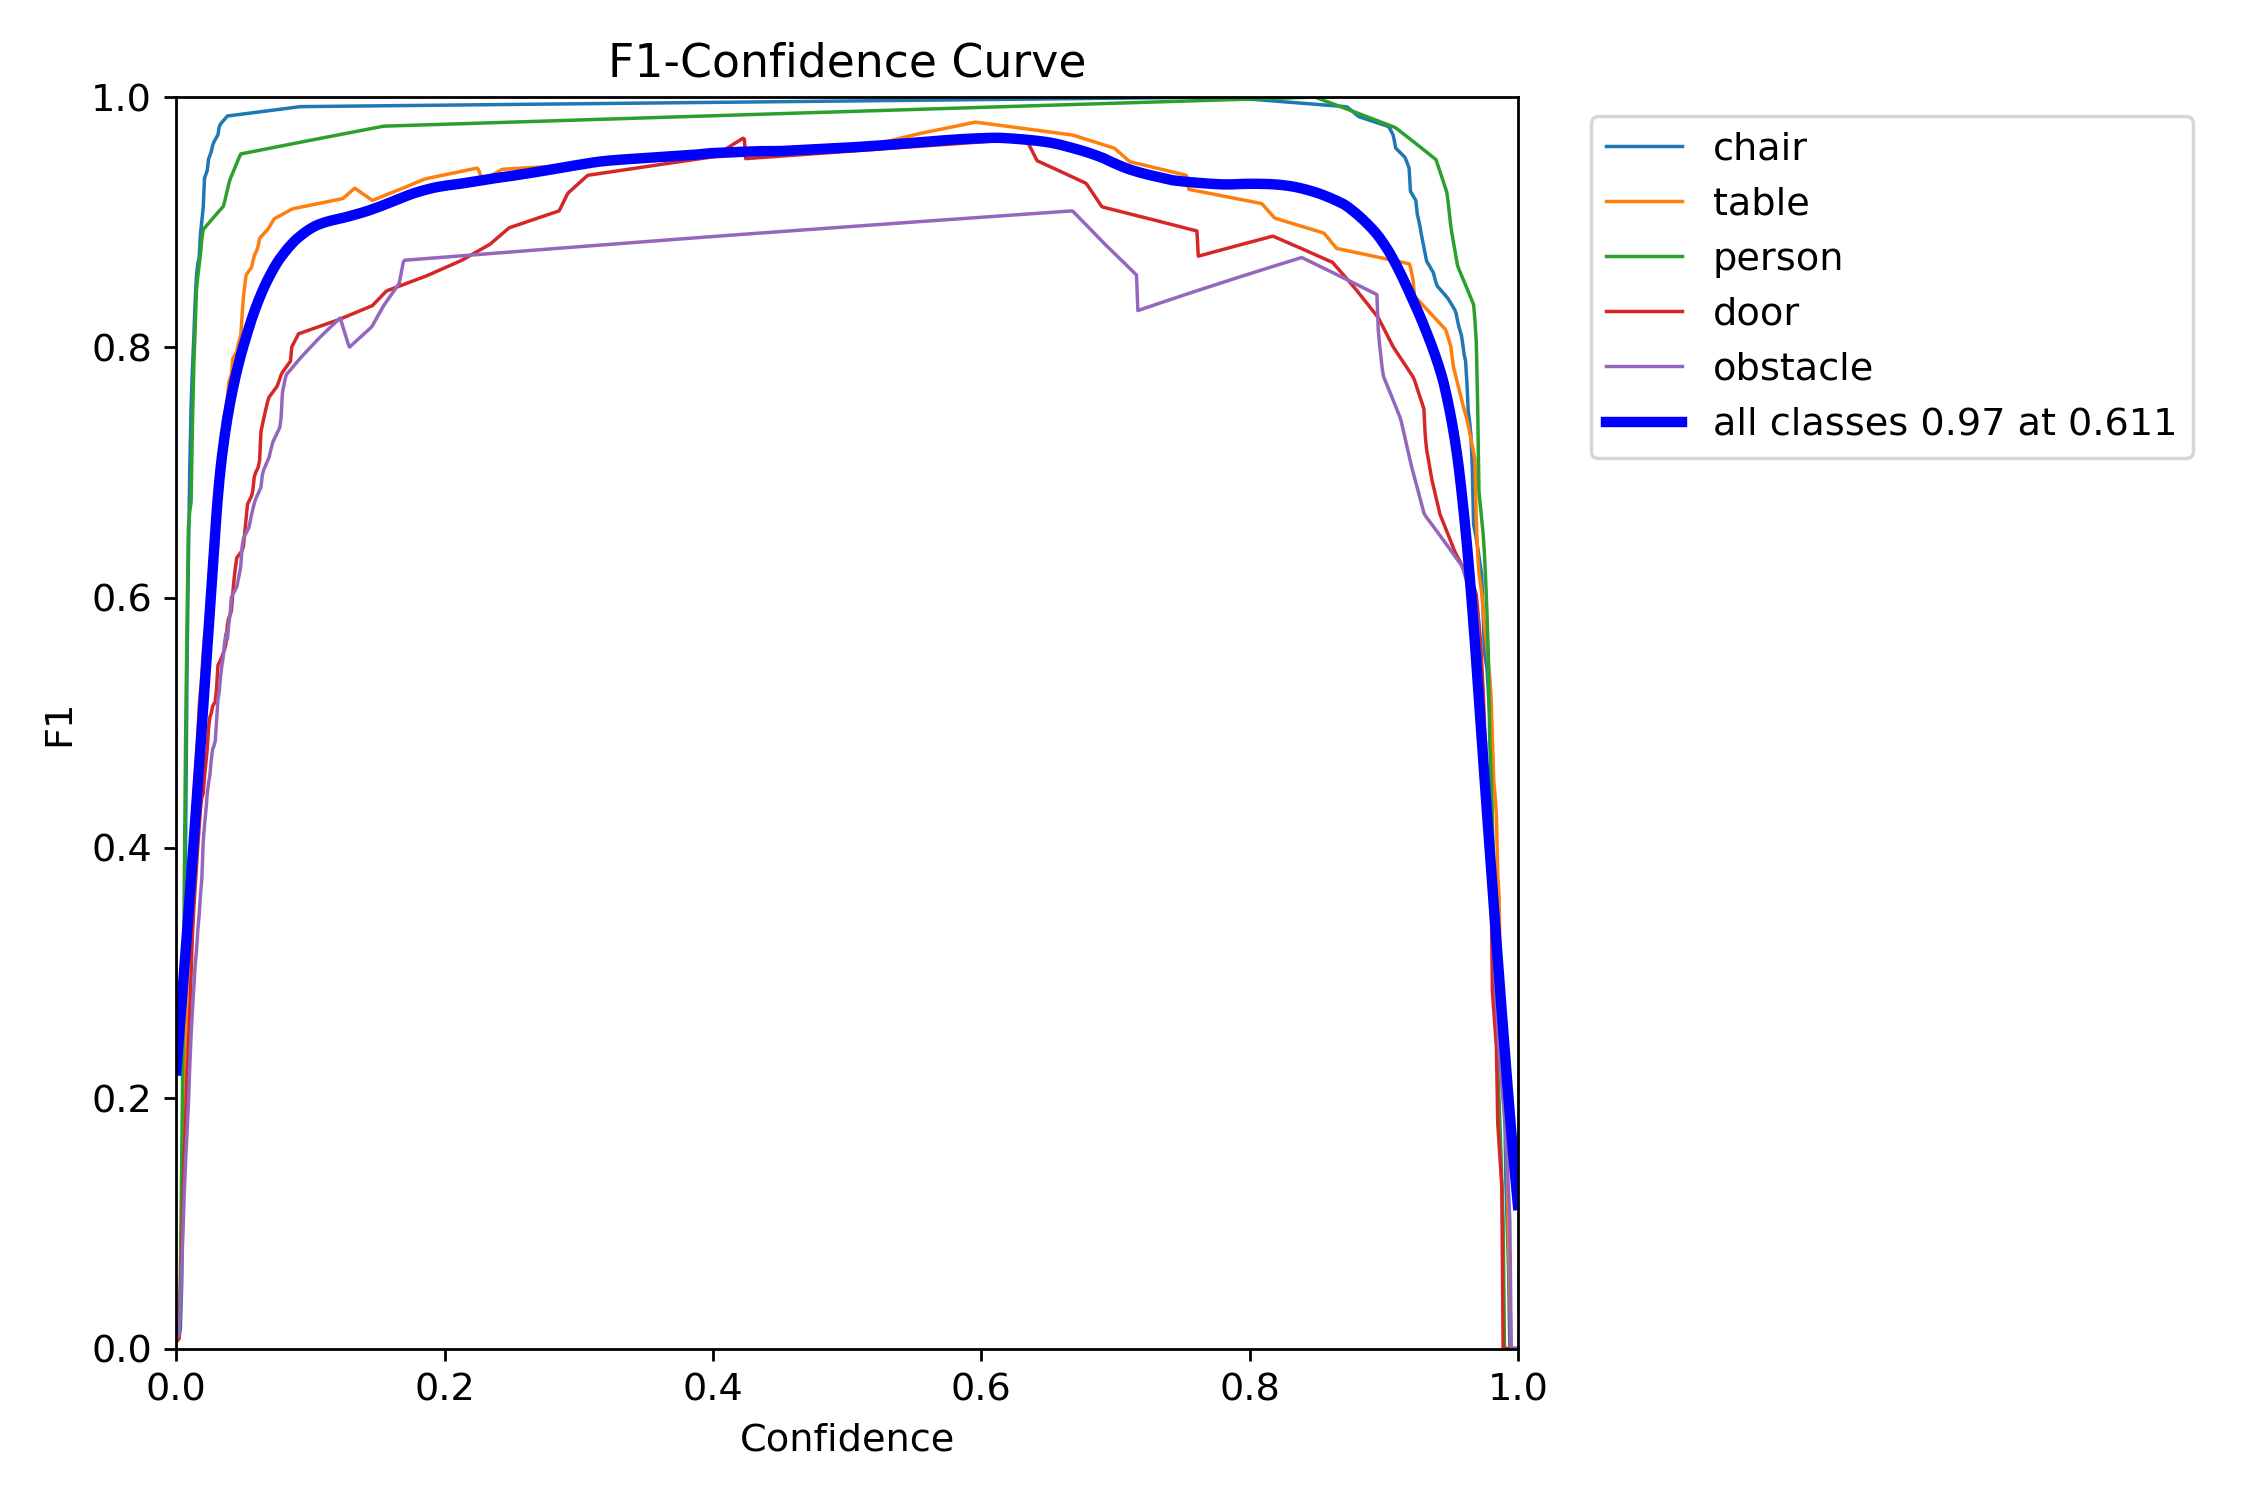 F1-Confidence Curve
1.0
0.8
0.6
0.4
0.2
0.0
F1
0.0 0.2 0.4 0.6 0.8 1.0
Confidence
chair
table
person
door
obstacle
all classes 0.97 at 0.611